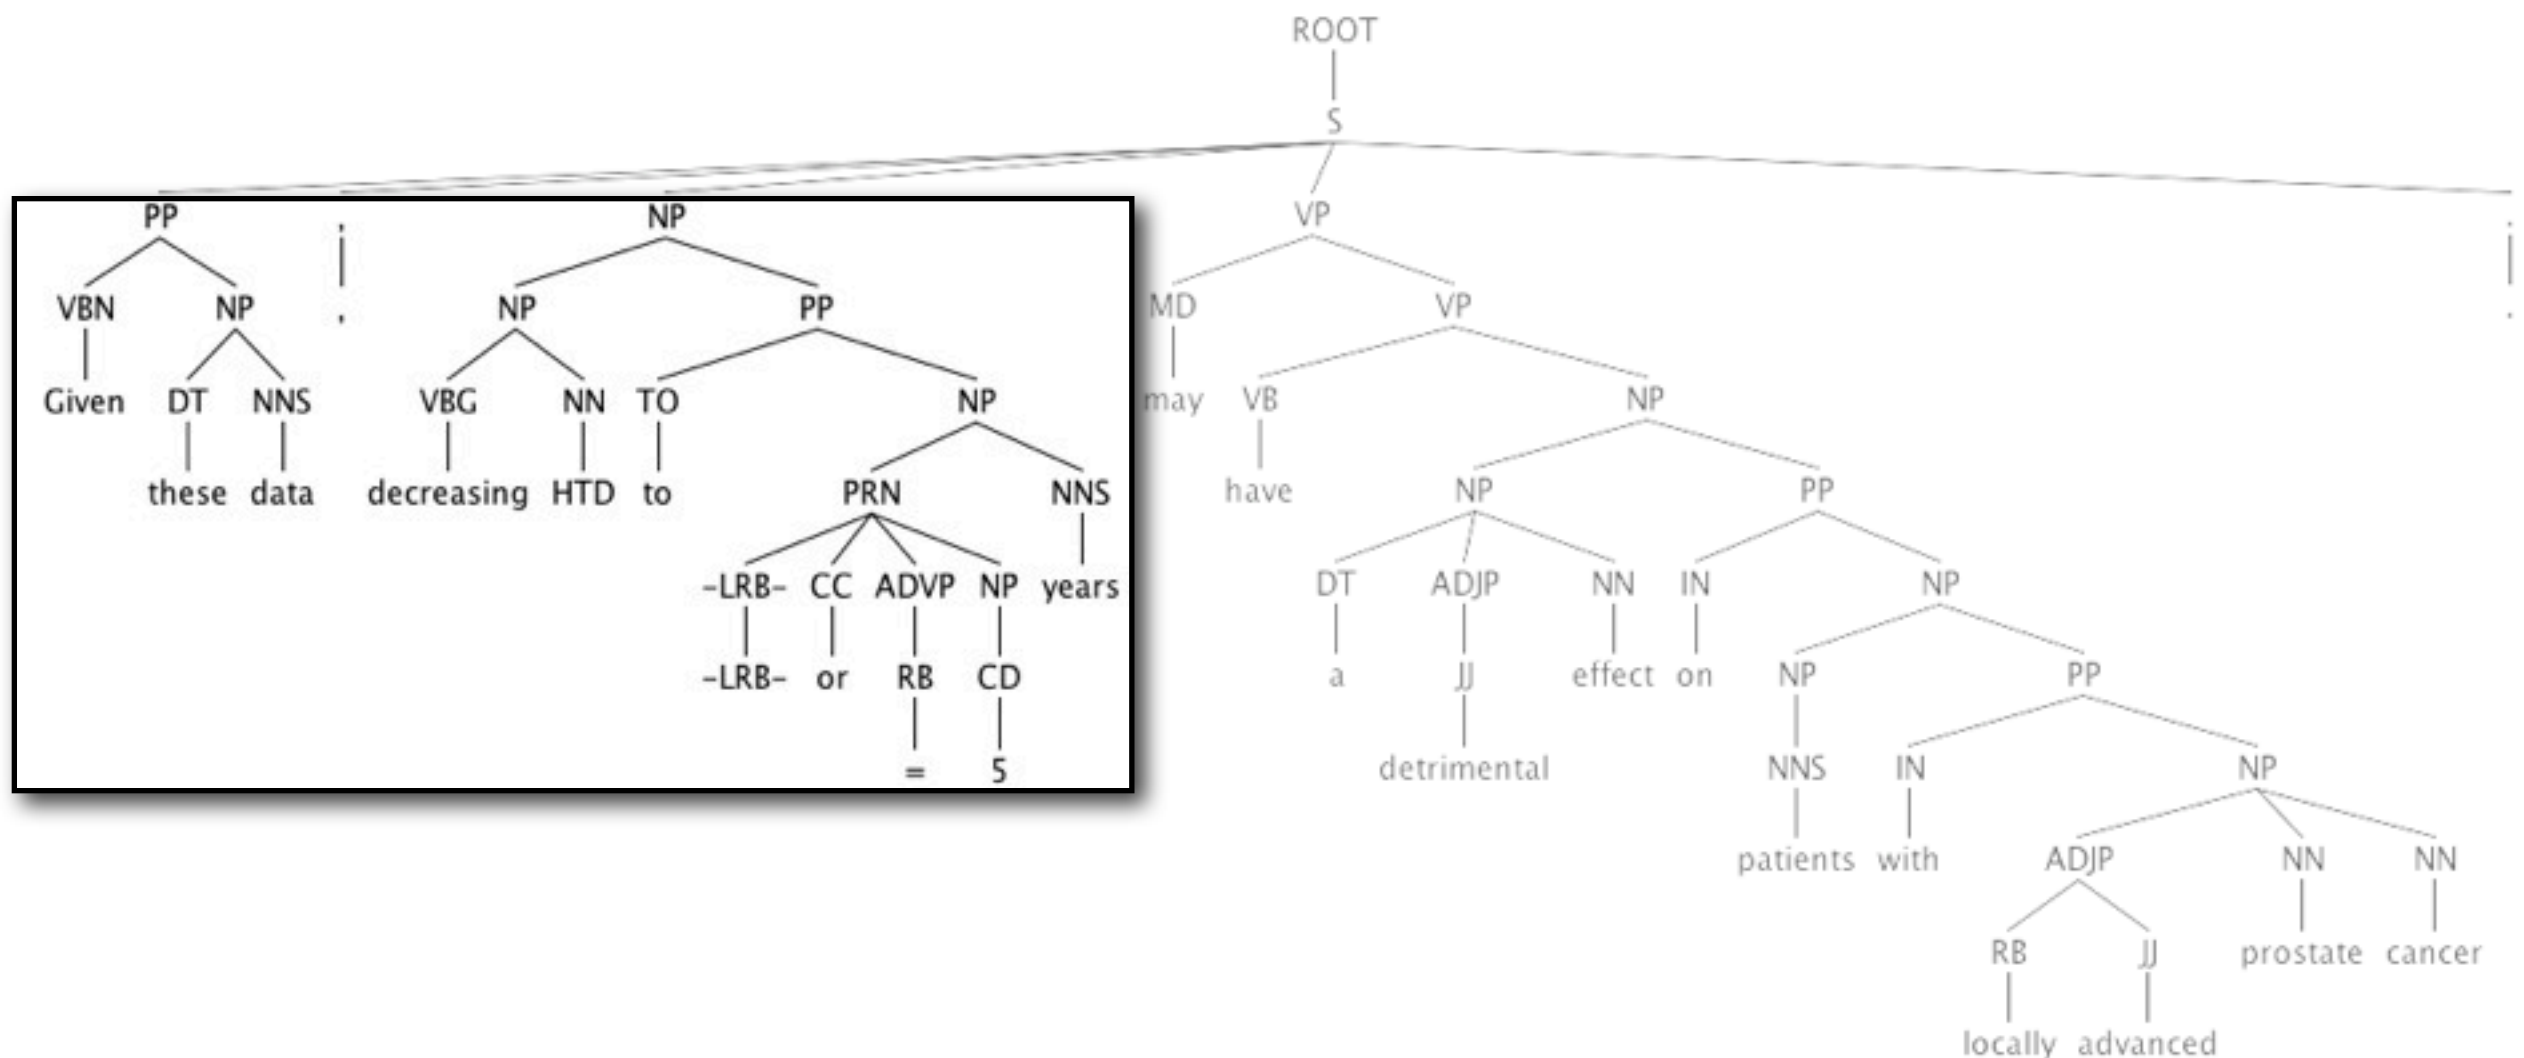 ROOT
S
PP , NP VP .
VBN NP , NP PP MD VP .
Given DT NNS VBG NN TO NP may VB NP
these data decreasing HTD to PRN NNS have NP PP
-LRB- CC ADVP NP years DT ADJP NN IN NP
-LRB- or RB CD a JJ effect on NP PP
= 5 detrimental NNS IN NP
patients with ADJP NN NN
RB JJ prostate cancer
locally advanced